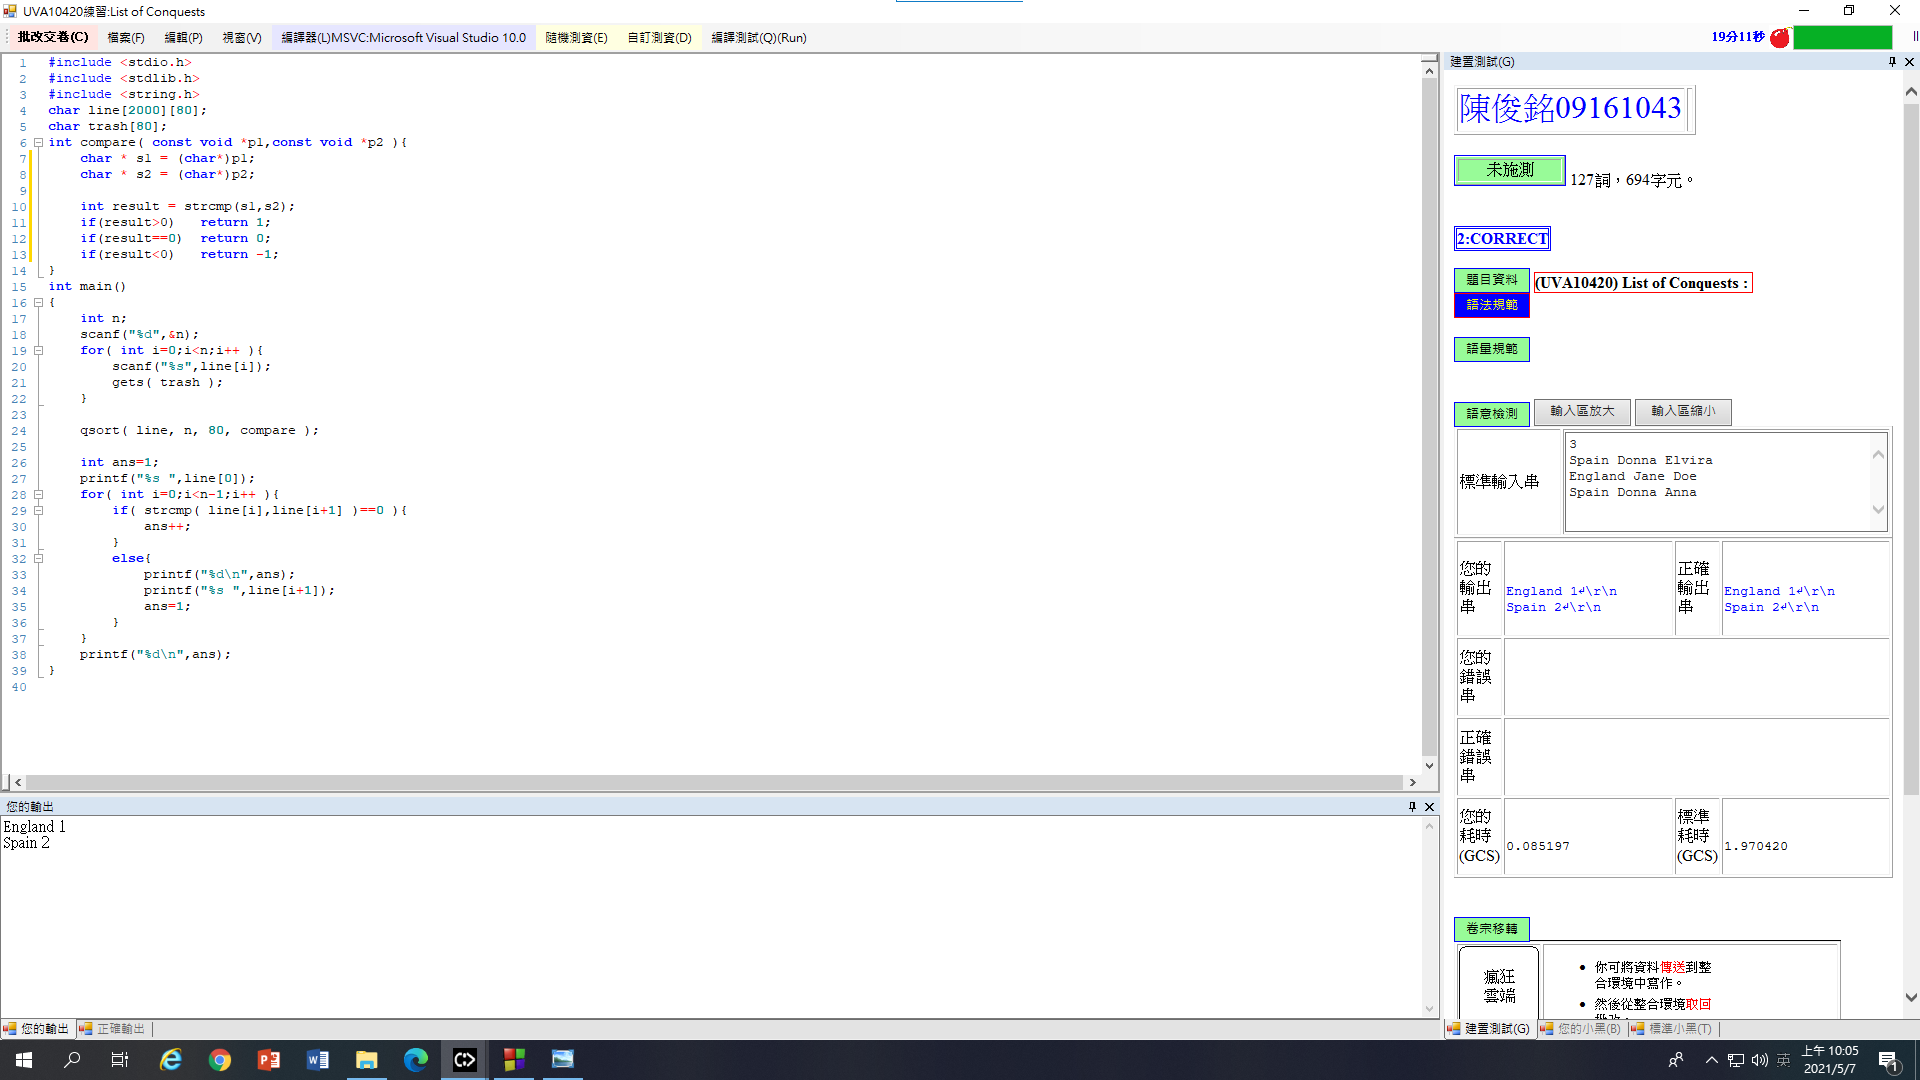 UVA10420練習:List of Conquests
批改交卷(C) 檔案(F) 編輯(P) 視窗(V) 編譯器(L)MSVC:Microsoft Visual Studio 10.0 隨機測資(E) 自訂測資(D) 編譯測試(Q)(Run)
19分11秒
1 #include <stdio.h>
2 #include <stdlib.h>
3 #include <string.h>
4 char line[2000][80];
5 char trash[80];
6 int compare( const void *p1,const void *p2 ){
7 char * s1 = (char*)p1;
8 char * s2 = (char*)p2;
9
10 int result = strcmp(s1,s2);
11 if(result>0) return 1;
12 if(result==0) return 0;
13 if(result<0) return -1;
14 }
15 int main()
16 {
17 int n;
18 scanf("%d",&n);
19 for( int i=0;i<n;i++ ){
20 scanf("%s",line[i]);
21 gets( trash );
22 }
23
24 qsort( line, n, 80, compare );
25
26 int ans=1;
27 printf("%s ",line[0]);
28 for( int i=0;i<n-1;i++ ){
29 if( strcmp( line[i],line[i+1] )==0 ){
30 ans++;
31 }
32 else{
33 printf("%d\n",ans);
34 printf("%s ",line[i+1]);
35 ans=1;
36 }
37 }
38 printf("%d\n",ans);
39 }
40
您的輸出
England 1
Spain 2
您的輸出 正確輸出
建置測試(G)
陳俊銘09161043
未施測 127詞，694字元。
2:CORRECT
題目資料 (UVA10420) List of Conquests :
語法規範
語量規範
語意檢測 輸入區放大 輸入區縮小
標準輸入串
3
Spain Donna Elvira
England Jane Doe
Spain Donna Anna
您的輸出串
England 1↵\r\n
Spain 2↵\r\n
正確輸出串
England 1↵\r\n
Spain 2↵\r\n
您的錯誤串
正確錯誤串
您的耗時(GCS) 0.085197 標準耗時(GCS) 1.970420
卷宗移轉
瘋狂雲端
你可將資料傳送到整
合環境中寫作。
然後從整合環境取回
建置測試(G) 您的小黑(B) 標準小黑(T)
英
上午 10:05
2021/5/7
1